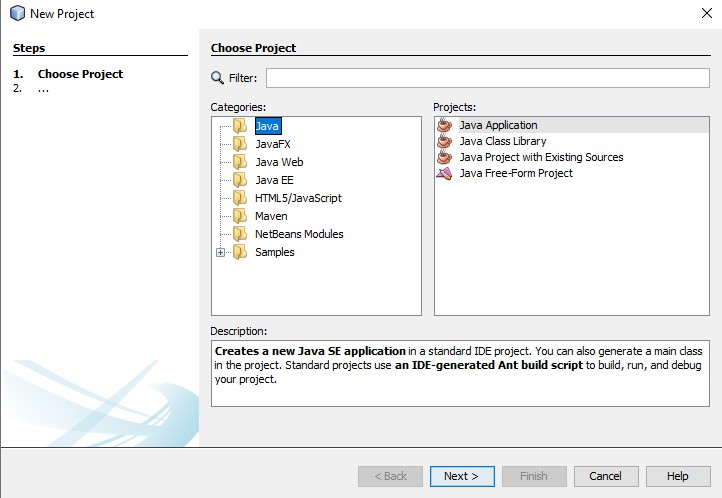 New Project
Steps
1. Choose Project
2. ...
Choose Project
Filter:
Categories:
Java
JavaFX
Java Web
Java EE
HTML5/JavaScript
Maven
NetBeans Modules
Samples
Projects:
Java Application
Java Class Library
Java Project with Existing Sources
Java Free-Form Project
Description:
Creates a new Java SE application in a standard IDE project. You can also generate a main class
in the project. Standard projects use an IDE-generated Ant build script to build, run, and debug
your project.
< Back
Next >
Finish
Cancel
Help